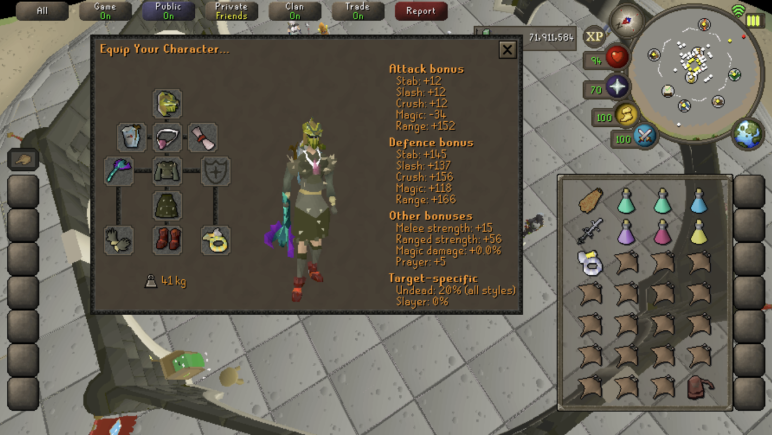 All
Game
On
Public
On
Private
Friends
Clan
On
Trade
On
Report
71,911,584
XP
94
70
100
100
Equip Your Character...
Attack bonus
Stab: +12
Slash: +12
Crush: +12
Magic: -34
Range: +152
Defence bonus
Stab: +145
Slash: +137
Crush: +156
Magic: +118
Range: +166
Other bonuses
Melee strength: +15
Ranged strength: +56
Magic damage: +0.0%
Prayer: +5
Target-specific
Undead: 20% (all styles)
Slayer: 0%
41 kg